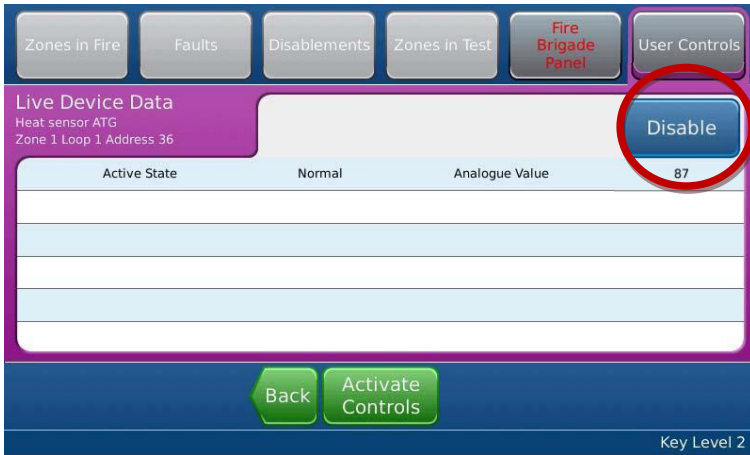 Zones in Fire
Faults
Disablements
Zones in Test
Fire
Brigade
Panel
User Controls
Live Device Data
Heat sensor ATG
Zone 1 Loop 1 Address 36
Disable
Active State Normal Analogue Value 87
Back
Activate
Controls
Key Level 2